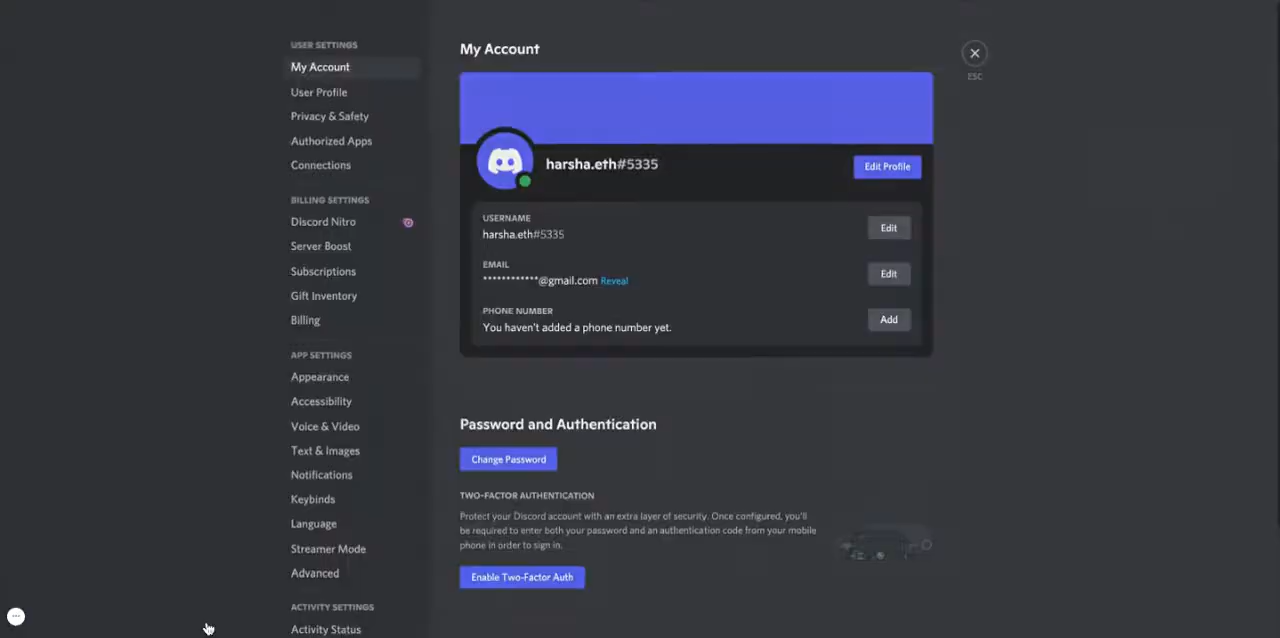 USER SETTINGS
My Account
User Profile
Privacy & Safety
Authorized Apps
Connections
BILLING SETTINGS
Discord Nitro
Server Boost
Subscriptions
Gift Inventory
Billing
APP SETTINGS
Appearance
Accessibility
Voice & Video
Text & Images
Notifications
Keybinds
Language
Streamer Mode
Advanced
ACTIVITY SETTINGS
Activity Status
My Account
ESC
harsha.eth#5335
Edit Profile
USERNAME
harsha.eth#5335
Edit
EMAIL
************@gmail.com Reveal
Edit
PHONE NUMBER
You haven't added a phone number yet.
Add
Password and Authentication
Change Password
TWO-FACTOR AUTHENTICATION
Protect your Discord account with an extra layer of security. Once configured, you'll
be required to enter both your password and an authentication code from your mobile
phone in order to sign in.
Enable Two-Factor Auth